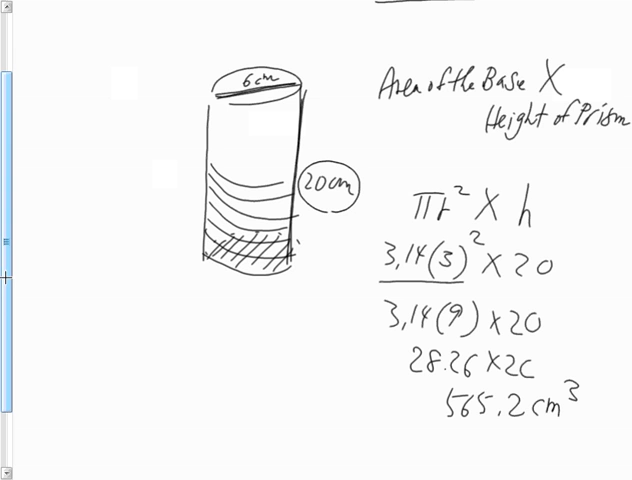 6cm
20cm
Area of the Base X
Height of Prism
πr² X h
3,14(3)² X 20
3,14(9) X 20
28.26 X 20
565.2 cm³